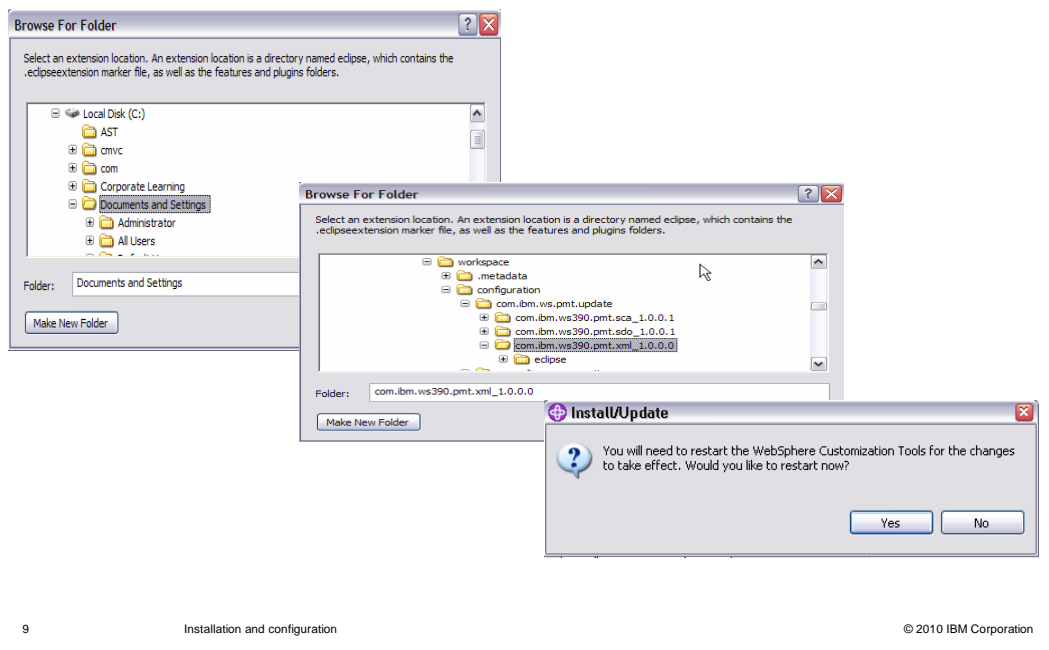 Browse For Folder
Select an extension location. An extension location is a directory named eclipse, which contains the
.eclipseextension marker file, as well as the features and plugins folders.
Local Disk (C:)
AST
cmvc
com
Corporate Learning
Documents and Settings
Administrator
All Users
Folder:
Documents and Settings
Make New Folder
Browse For Folder
Select an extension location. An extension location is a directory named eclipse, which contains the
.eclipseextension marker file, as well as the features and plugins folders.
workspace
.metadata
configuration
com.ibm.ws.pmt.update
com.ibm.ws390.pmt.sca_1.0.0.1
com.ibm.ws390.pmt.sdo_1.0.0.1
com.ibm.ws390.pmt.xml_1.0.0.0
eclipse
Folder:
com.ibm.ws390.pmt.xml_1.0.0.0
Make New Folder
Install/Update
You will need to restart the WebSphere Customization Tools for the changes
to take effect. Would you like to restart now?
Yes
No
9
Installation and configuration
© 2010 IBM Corporation